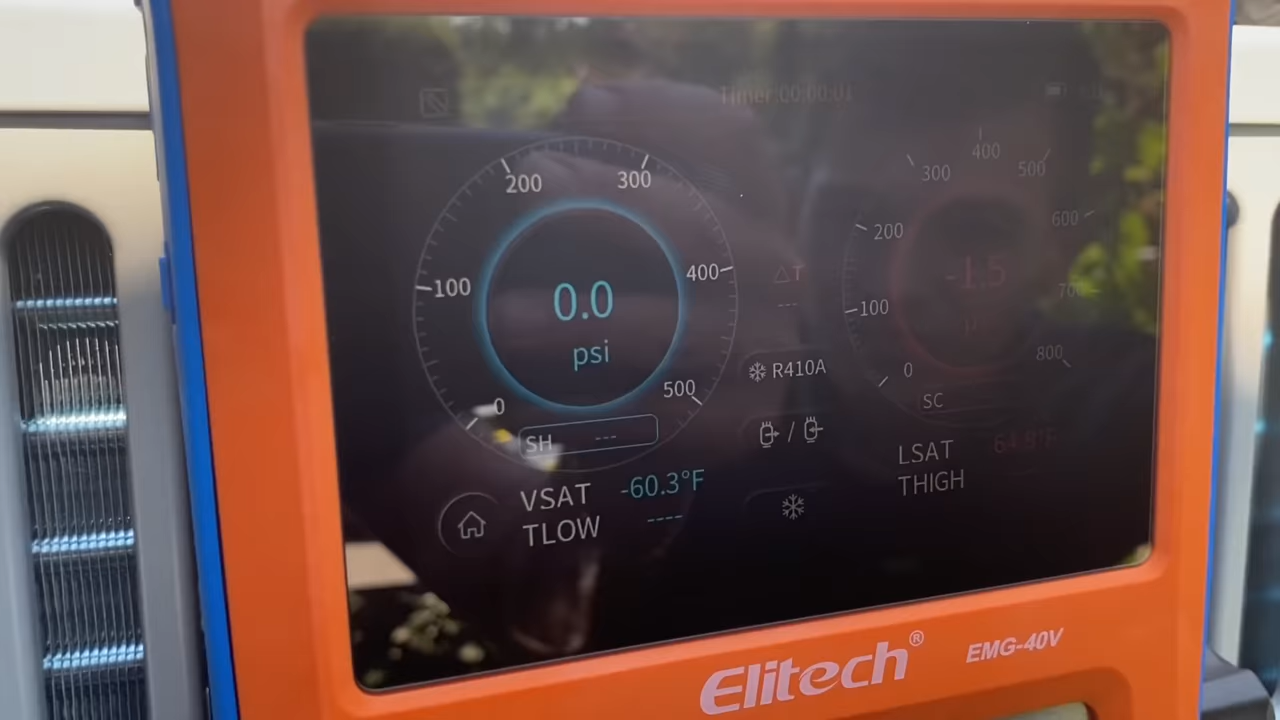 Timer:00:00:01
0
100
200
300
400
500
0.0
psi
SH ---
VSAT -60.3°F
TLOW ----
△T
---
R410A
/
0
100
200
300
400
500
600
700
800
-1.5
SC
LSAT 64.9°F
THIGH
Elitech®
EMG-40V